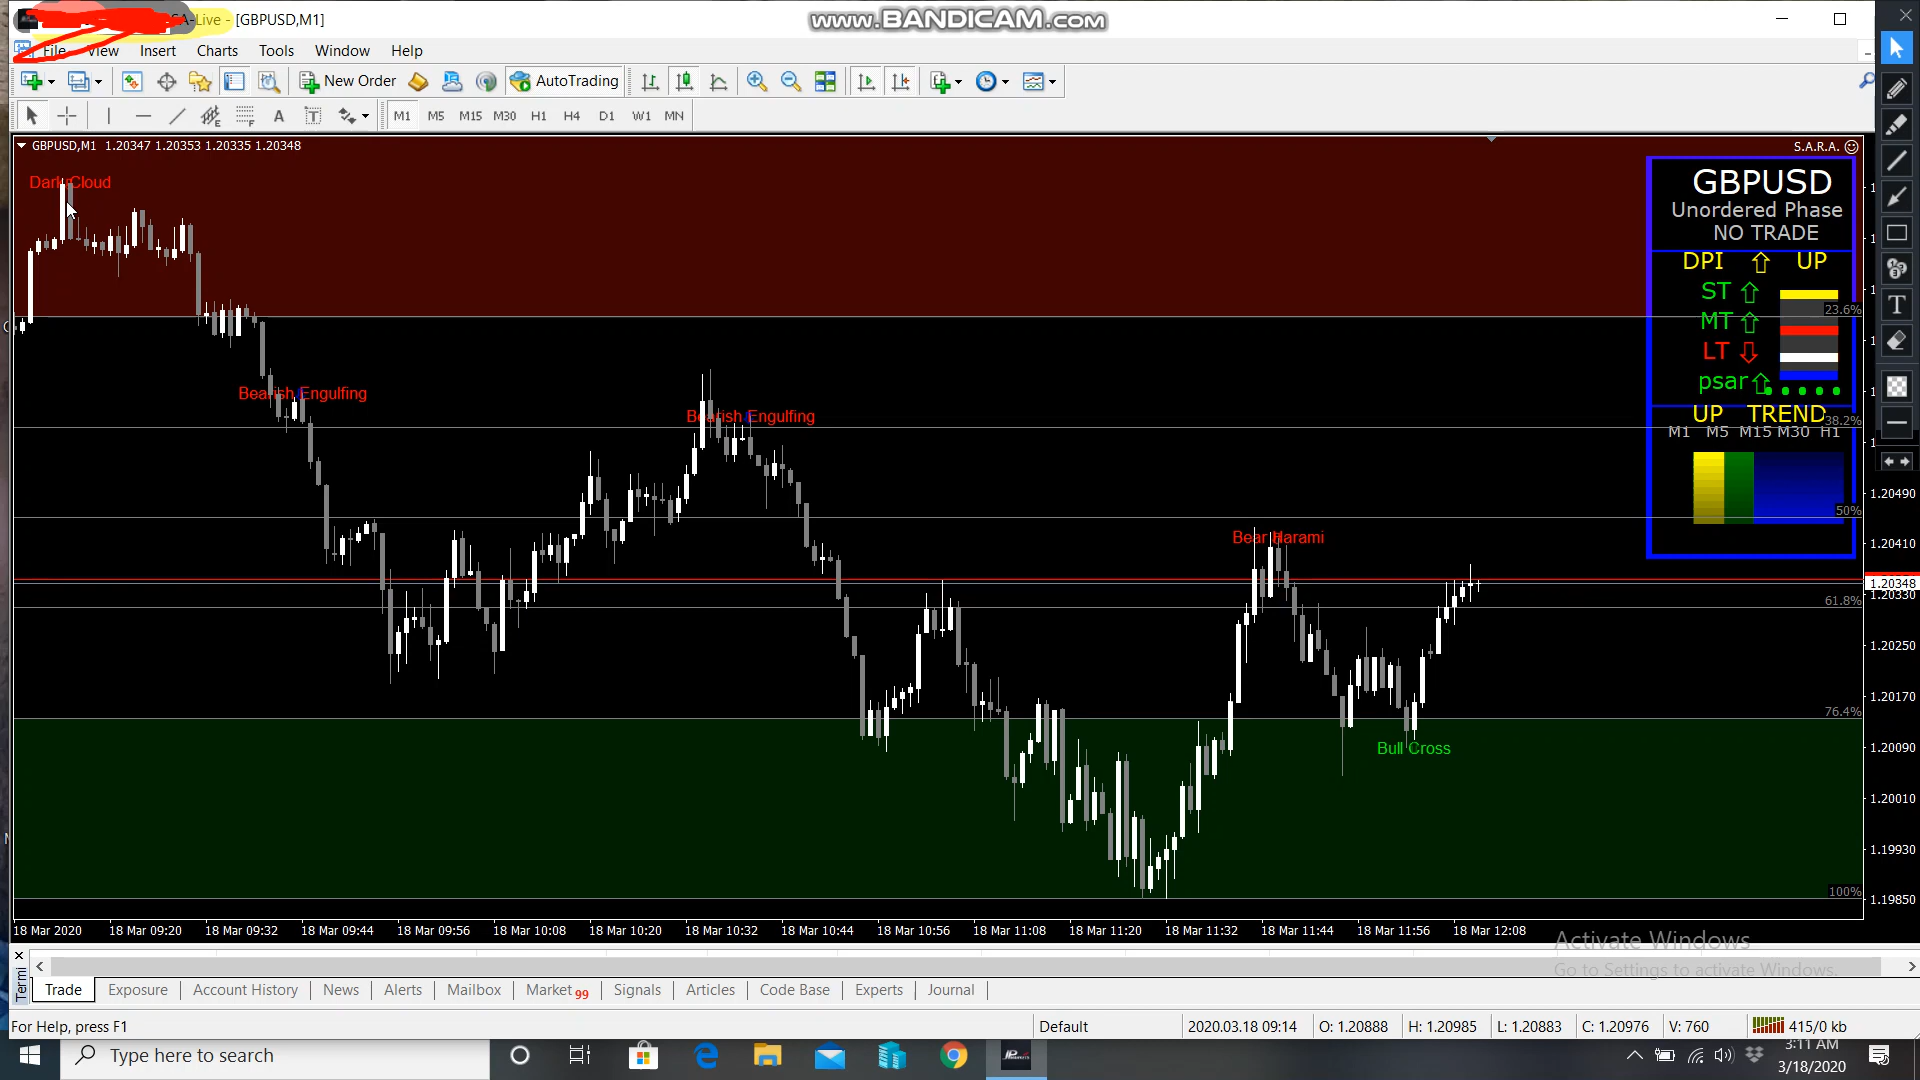 www.BANDICAM.com
A-Live - [GBPUSD,M1]
File View Insert Charts Tools Window Help
New Order AutoTrading
A T M1 M5 M15 M30 H1 H4 D1 W1 MN
GBPUSD,M1 1.20347 1.20353 1.20335 1.20348
S.A.R.A.
Dark Cloud
GBPUSD
Unordered Phase
NO TRADE
DPI UP
ST
MT
LT
psar
UP TREND
M1 M5 M15 M30 H1
23.6%
Bearish Engulfing
Bearish Engulfing
38.2%
1.20490
50%
Bear Harami
1.20410
1.20348
1.20330
61.8%
1.20250
1.20170
76.4%
Bull Cross
1.20090
1.20010
1.19930
100%
1.19850
18 Mar 2020 18 Mar 09:20 18 Mar 09:32 18 Mar 09:44 18 Mar 09:56 18 Mar 10:08 18 Mar 10:20 18 Mar 10:32 18 Mar 10:44 18 Mar 10:56 18 Mar 11:08 18 Mar 11:20 18 Mar 11:32 18 Mar 11:44 18 Mar 11:56 18 Mar 12:08
Activate Windows
Go to Settings to activate Windows.
Termi
Trade Exposure Account History News Alerts Mailbox Market 99 Signals Articles Code Base Experts Journal
For Help, press F1 Default 2020.03.18 09:14 O: 1.20888 H: 1.20985 L: 1.20883 C: 1.20976 V: 760 415/0 kb
Type here to search
3:11 AM
3/18/2020